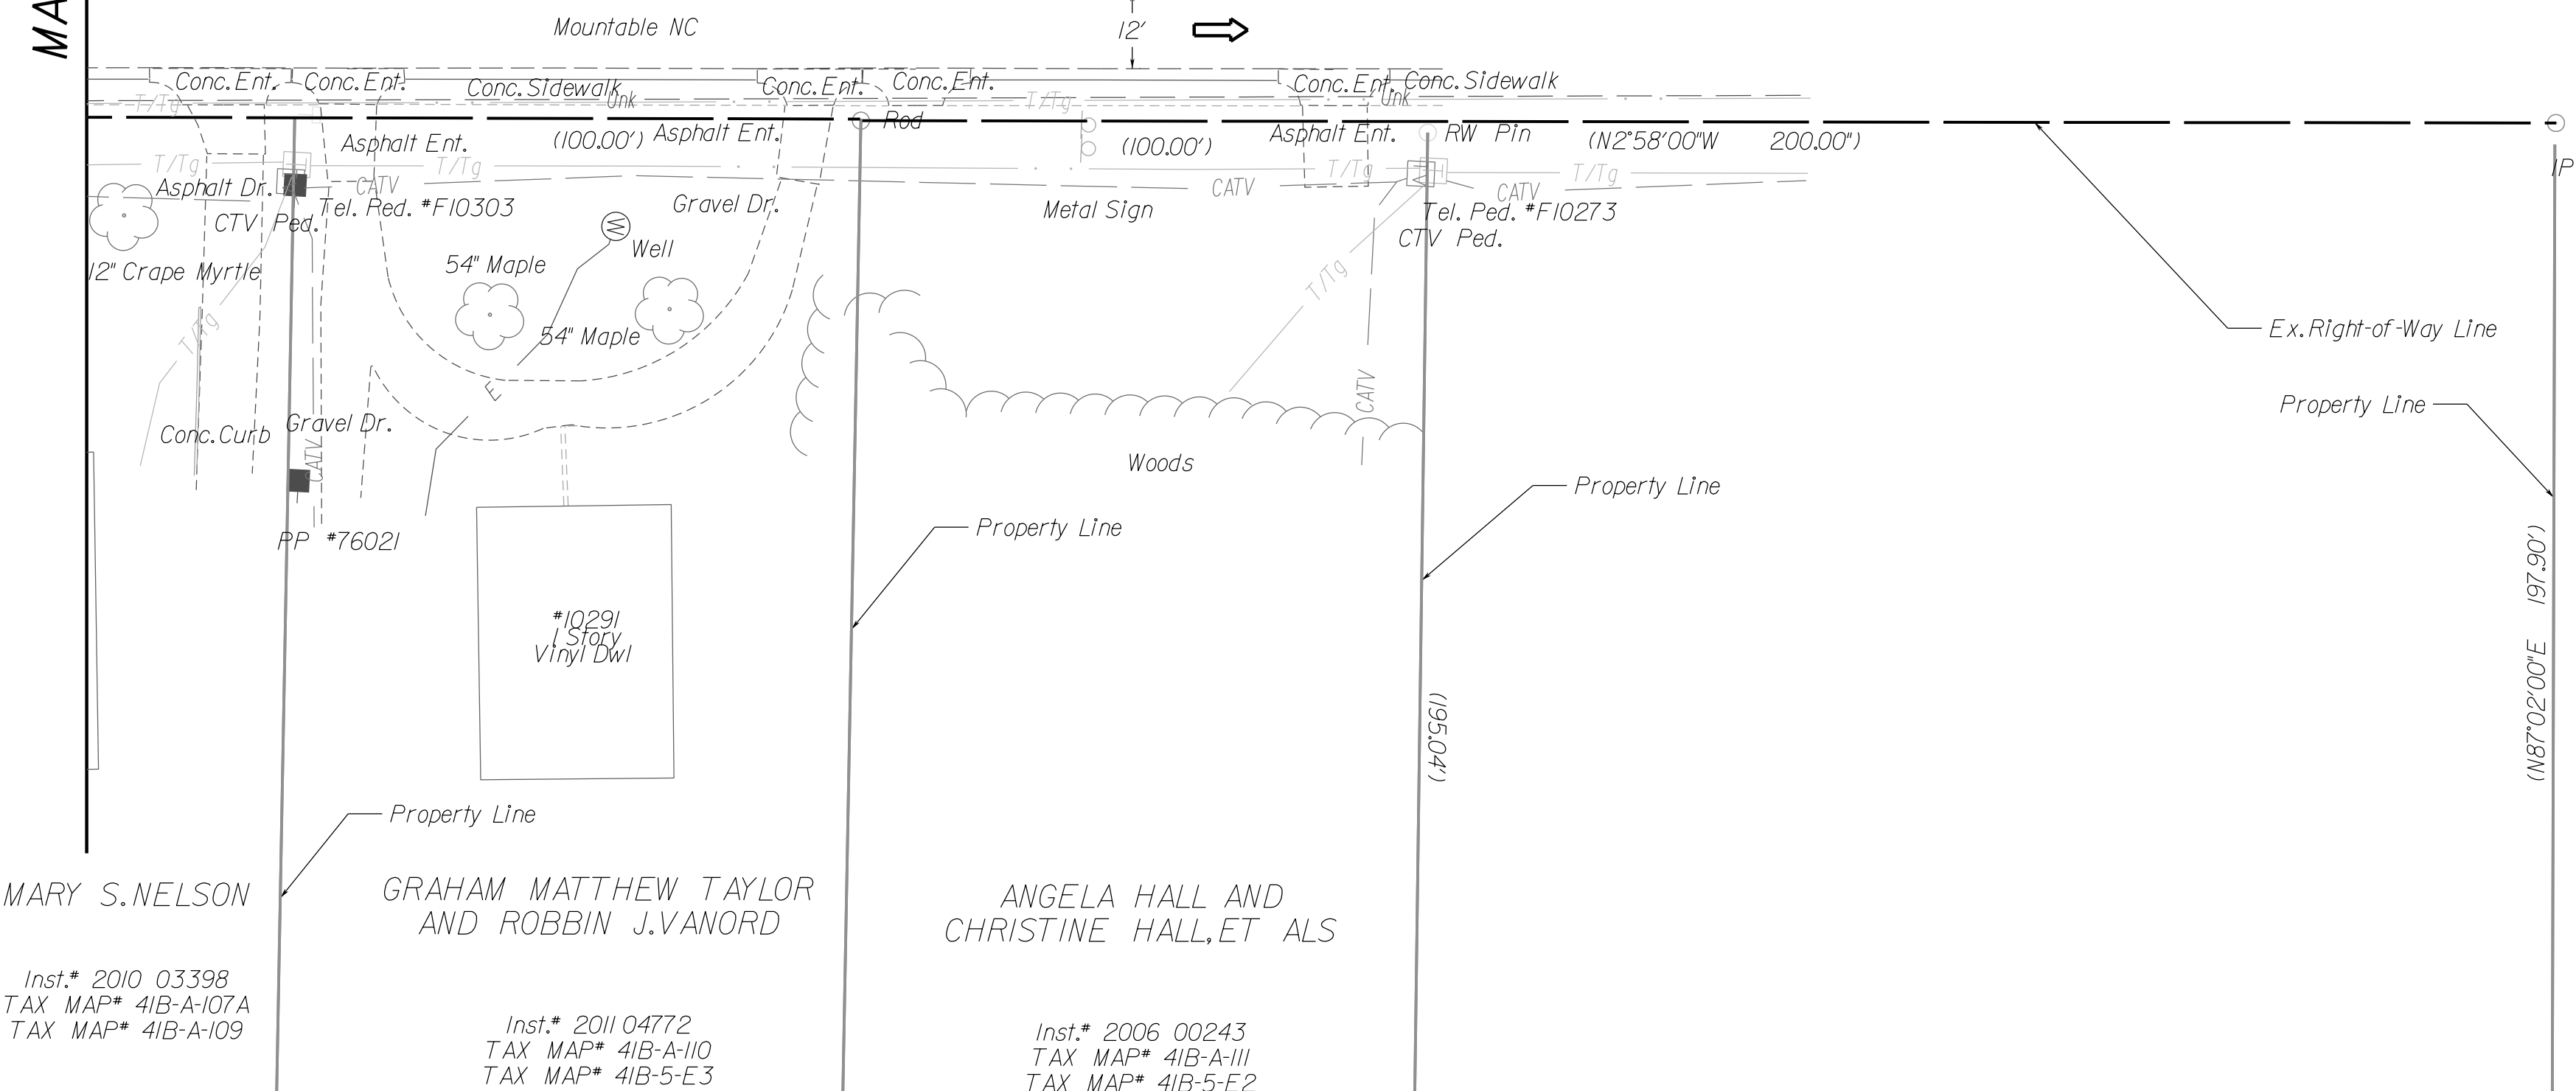 MA
Mountable NC
12'
Conc. Ent.
Conc. Ent.
Conc. Sidewalk
Conc. Ent.
Conc. Ent.
Conc. Ent.
Conc. Sidewalk
T/Tg
Unk
T/Tg
Unk
Rod
Asphalt Ent.
(100.00')
Asphalt Ent.
(100.00')
Asphalt Ent.
RW Pin
(N2°58'00"W 200.00")
IP
T/Tg
T/Tg
T/Tg
T/Tg
Asphalt Dr.
CATV
CATV
CATV
Tel. Ped. #F10303
CTV Ped.
Gravel Dr.
Metal Sign
Tel. Ped. #F10273
CTV Ped.
W
Well
12" Crape Myrtle
54" Maple
54" Maple
T/Tg
T/Tg
Ex. Right-of-Way Line
E
CATV
Property Line
Conc. Curb
Gravel Dr.
CATV
Woods
Property Line
PP #76021
Property Line
#10291
1 Story
Vinyl Dwl
(195.04')
(N87°02'00"E 197.90')
Property Line
MARY S. NELSON
GRAHAM MATTHEW TAYLOR
AND ROBBIN J. VANORD
ANGELA HALL AND
CHRISTINE HALL, ET ALS
Inst.# 2010 03398
TAX MAP# 41B-A-107A
TAX MAP# 41B-A-109
Inst.# 2011 04772
TAX MAP# 41B-A-110
TAX MAP# 41B-5-E3
Inst.# 2006 00243
TAX MAP# 41B-A-111
TAX MAP# 41B-5-E2